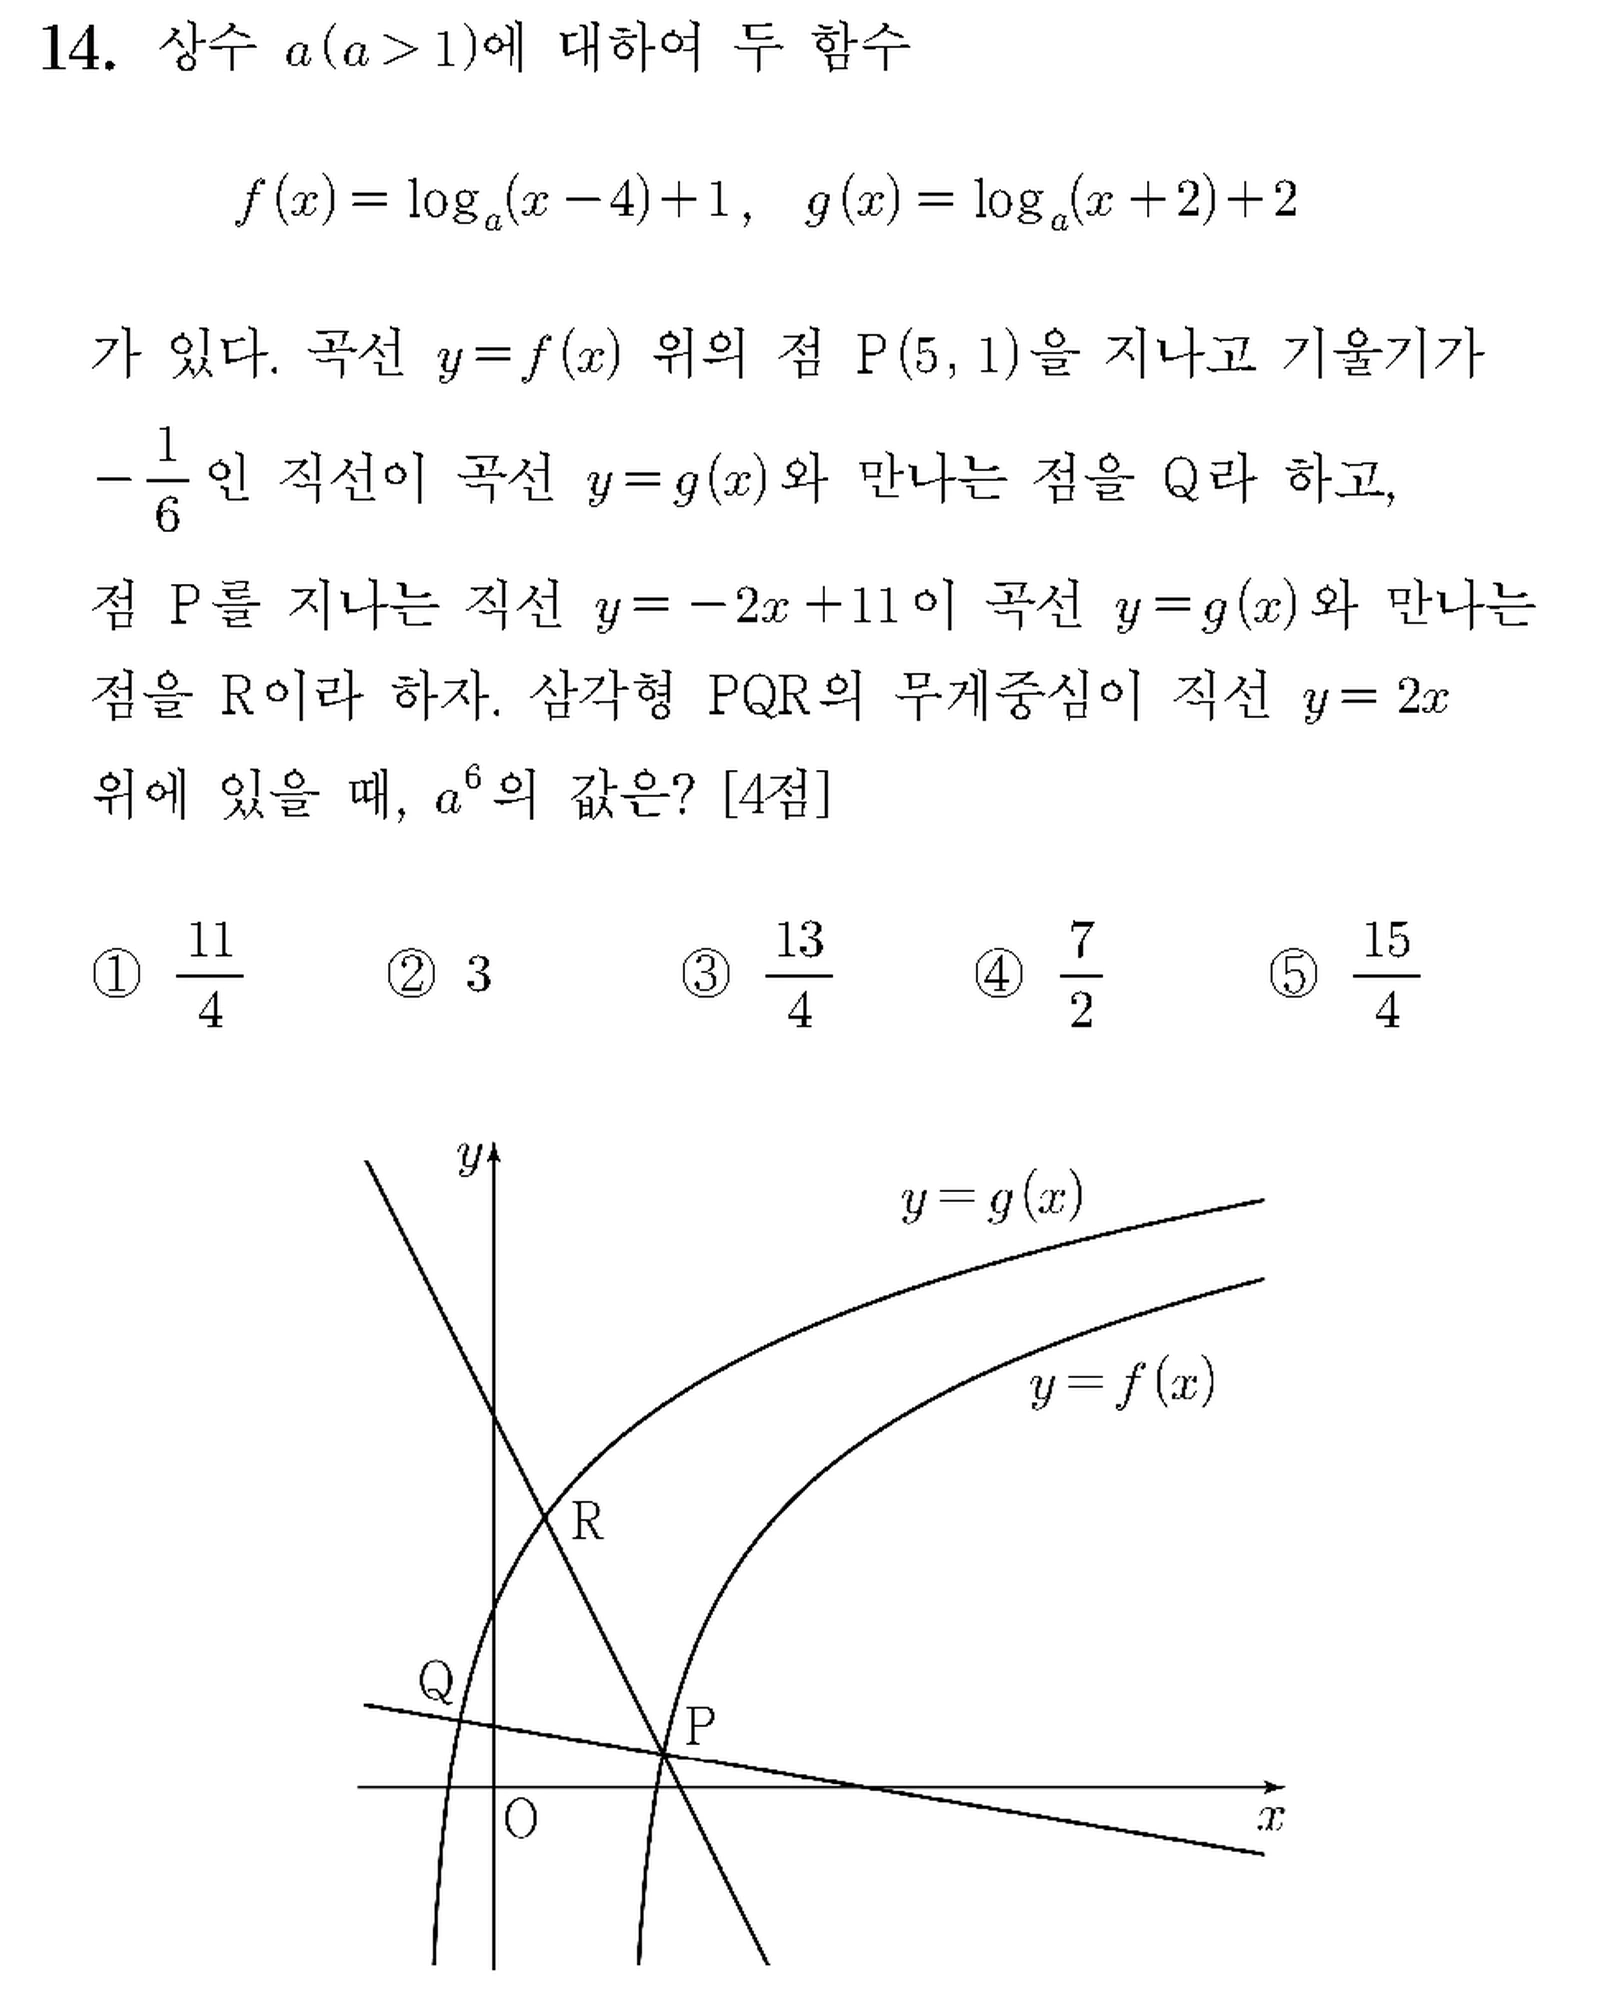 14. 상수 a(a>1)에 대하여 두 함수
f(x)=logₐ(x-4)+1, g(x)=logₐ(x+2)+2
가 있다. 곡선 y=f(x) 위의 점 P(5, 1)을 지나고 기울기가
-1/6인 직선이 곡선 y=g(x)와 만나는 점을 Q라 하고,
점 P를 지나는 직선 y=-2x+11이 곡선 y=g(x)와 만나는
점을 R이라 하자. 삼각형 PQR의 무게중심이 직선 y=2x
위에 있을 때, a⁶의 값은? [4점]
① 11/4 ② 3 ③ 13/4 ④ 7/2 ⑤ 15/4
y
y=g(x)
y=f(x)
R
Q
P
O
x